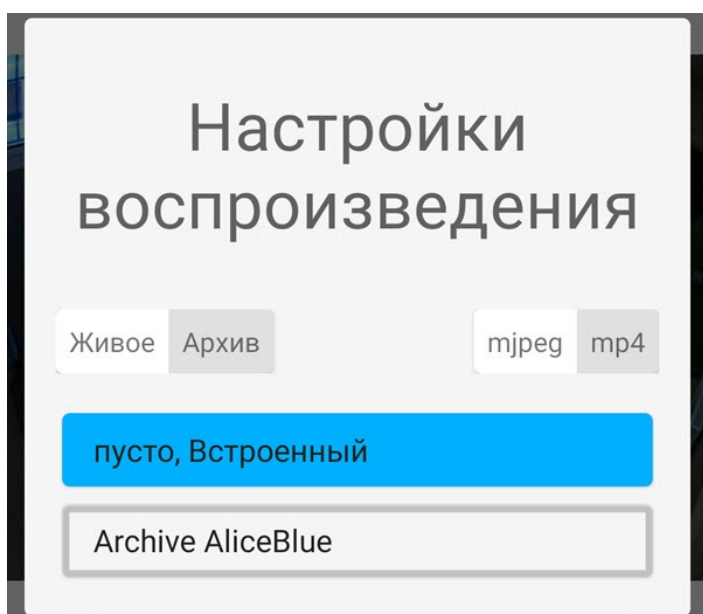 Настройки
воспроизведения
Живое Архив mjpeg mp4
пусто, Встроенный
Archive AliceBlue